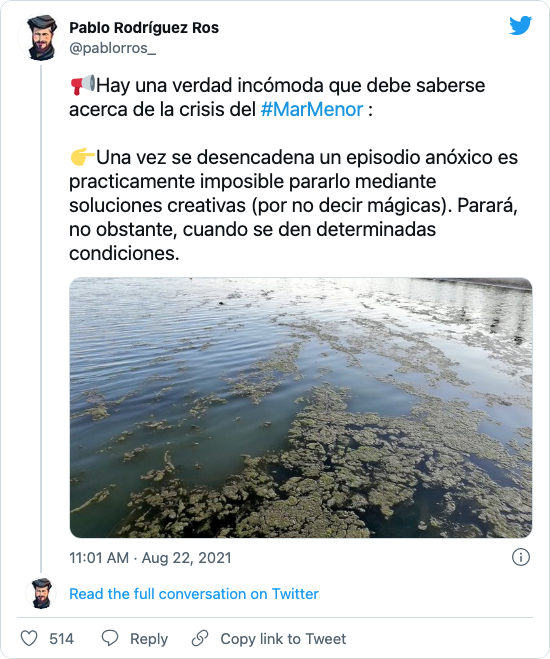 Pablo Rodríguez Ros
@pablorros_
📢Hay una verdad incómoda que debe saberse
acerca de la crisis del #MarMenor :
👉Una vez se desencadena un episodio anóxico es
practicamente imposible pararlo mediante
soluciones creativas (por no decir mágicas). Parará,
no obstante, cuando se den determinadas
condiciones.
11:01 AM · Aug 22, 2021
Read the full conversation on Twitter
514 Reply Copy link to Tweet